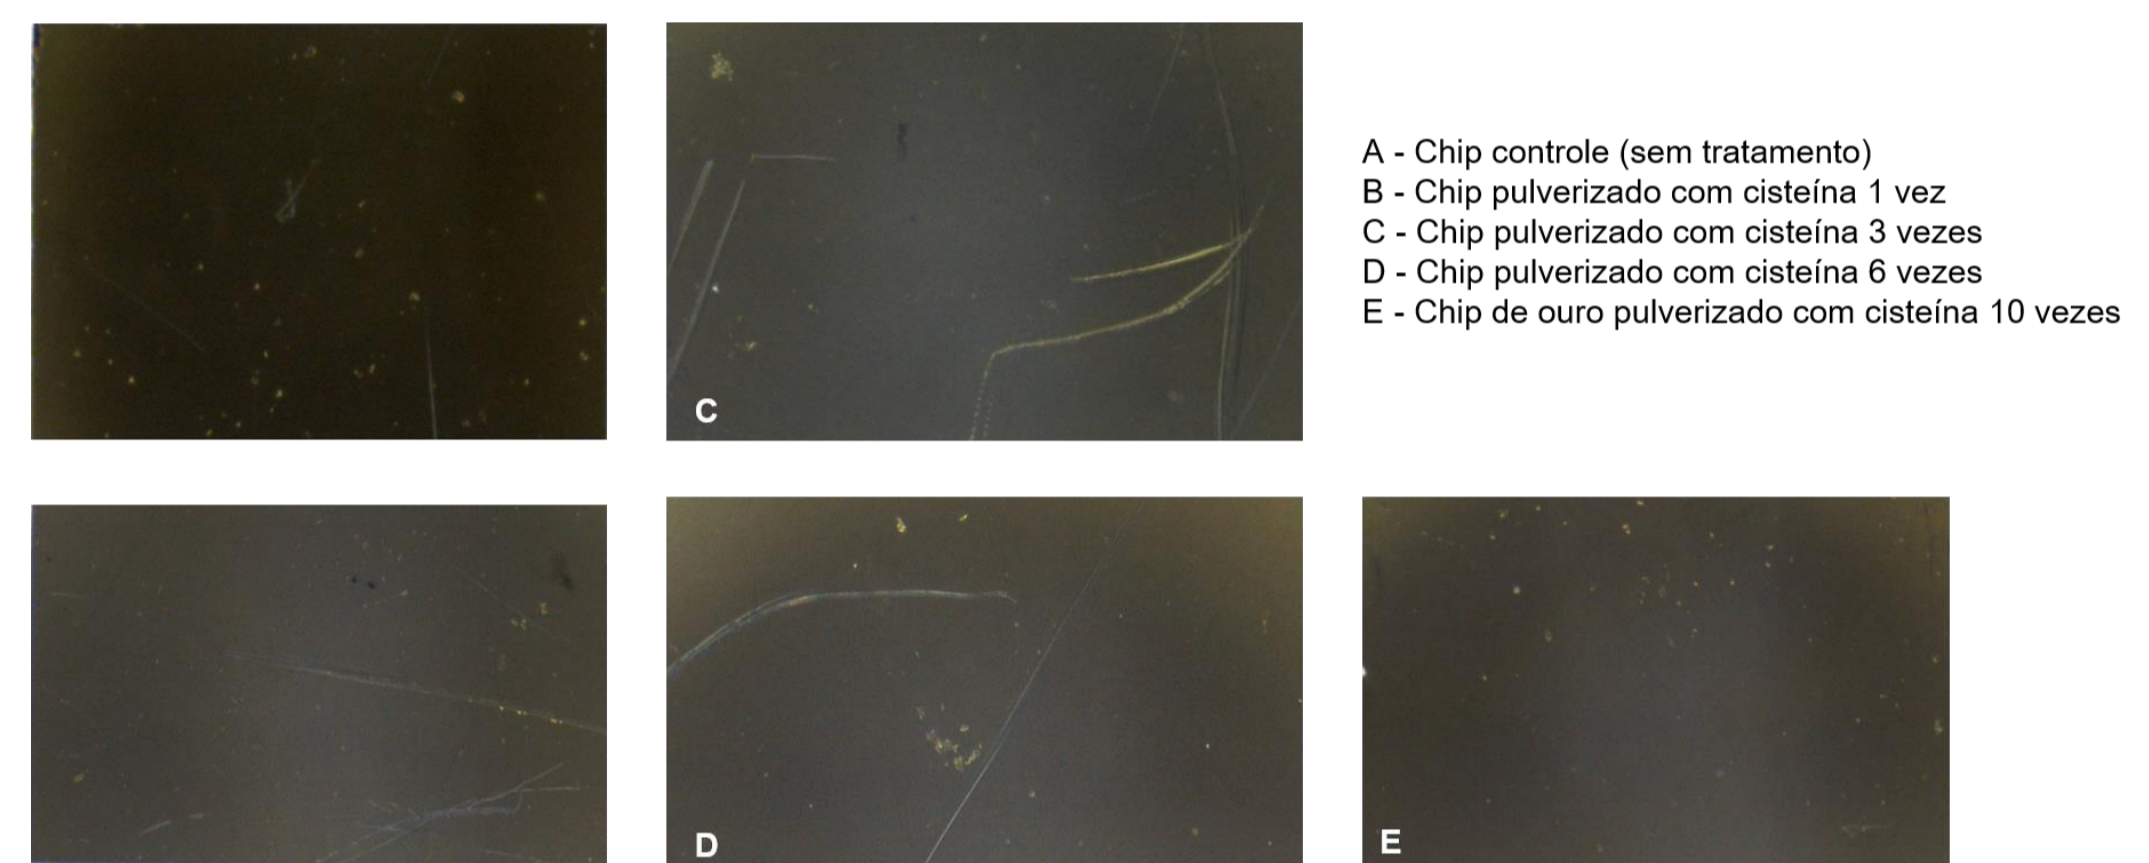 C
A - Chip controle (sem tratamento)
B - Chip pulverizado com cisteína 1 vez
C - Chip pulverizado com cisteína 3 vezes
D - Chip pulverizado com cisteína 6 vezes
E - Chip de ouro pulverizado com cisteína 10 vezes
D
E